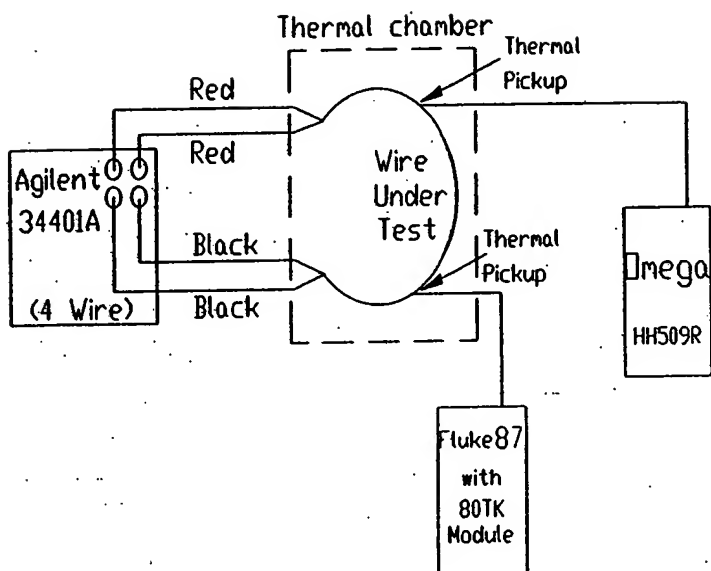 Thermal chamber
Thermal
Pickup
Red
Red
Agilent
34401A
(4 Wire)
Wire
Under
Test
Black
Black
Thermal
Pickup
Omega
HH509R
Fluke87
with
80TK
Module